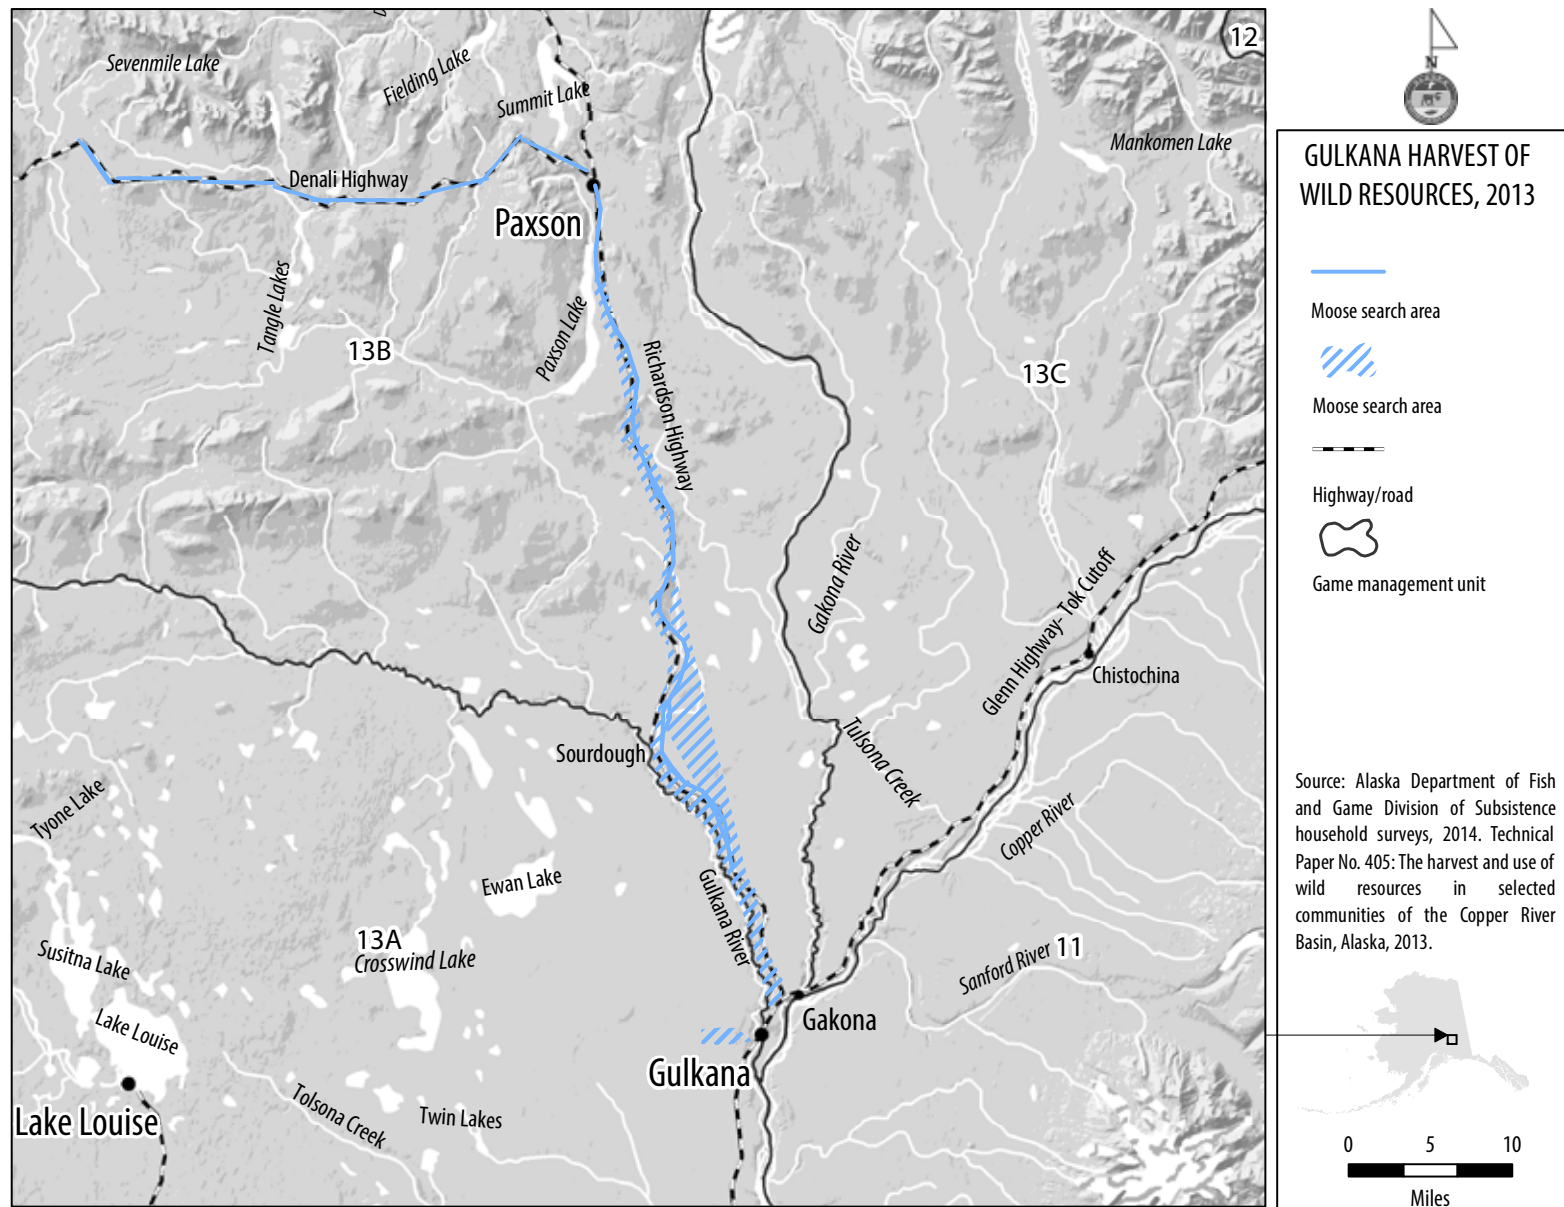 12
Sevenmile Lake
Fielding Lake
Summit Lake
Mankomen Lake
Denali Highway
Paxson
Tangle Lakes
13B
Paxson Lake
Richardson Highway
13C
Gakona River
Glenn Highway- Tok Cutoff
Chistochina
Sourdough
Tulsona Creek
Tyone Lake
Copper River
Ewan Lake
Gulkana River
13A
Crosswind Lake
Susitna Lake
Sanford River
11
Lake Louise
Gakona
Gulkana
Lake Louise
Tolsona Creek
Twin Lakes
N
GULKANA HARVEST OF
WILD RESOURCES, 2013
Moose search area
Moose search area
Highway/road
Game management unit
Source: Alaska Department of Fish
and Game Division of Subsistence
household surveys, 2014. Technical
Paper No. 405: The harvest and use of
wild resources in selected
communities of the Copper River
Basin, Alaska, 2013.
0 5 10
Miles